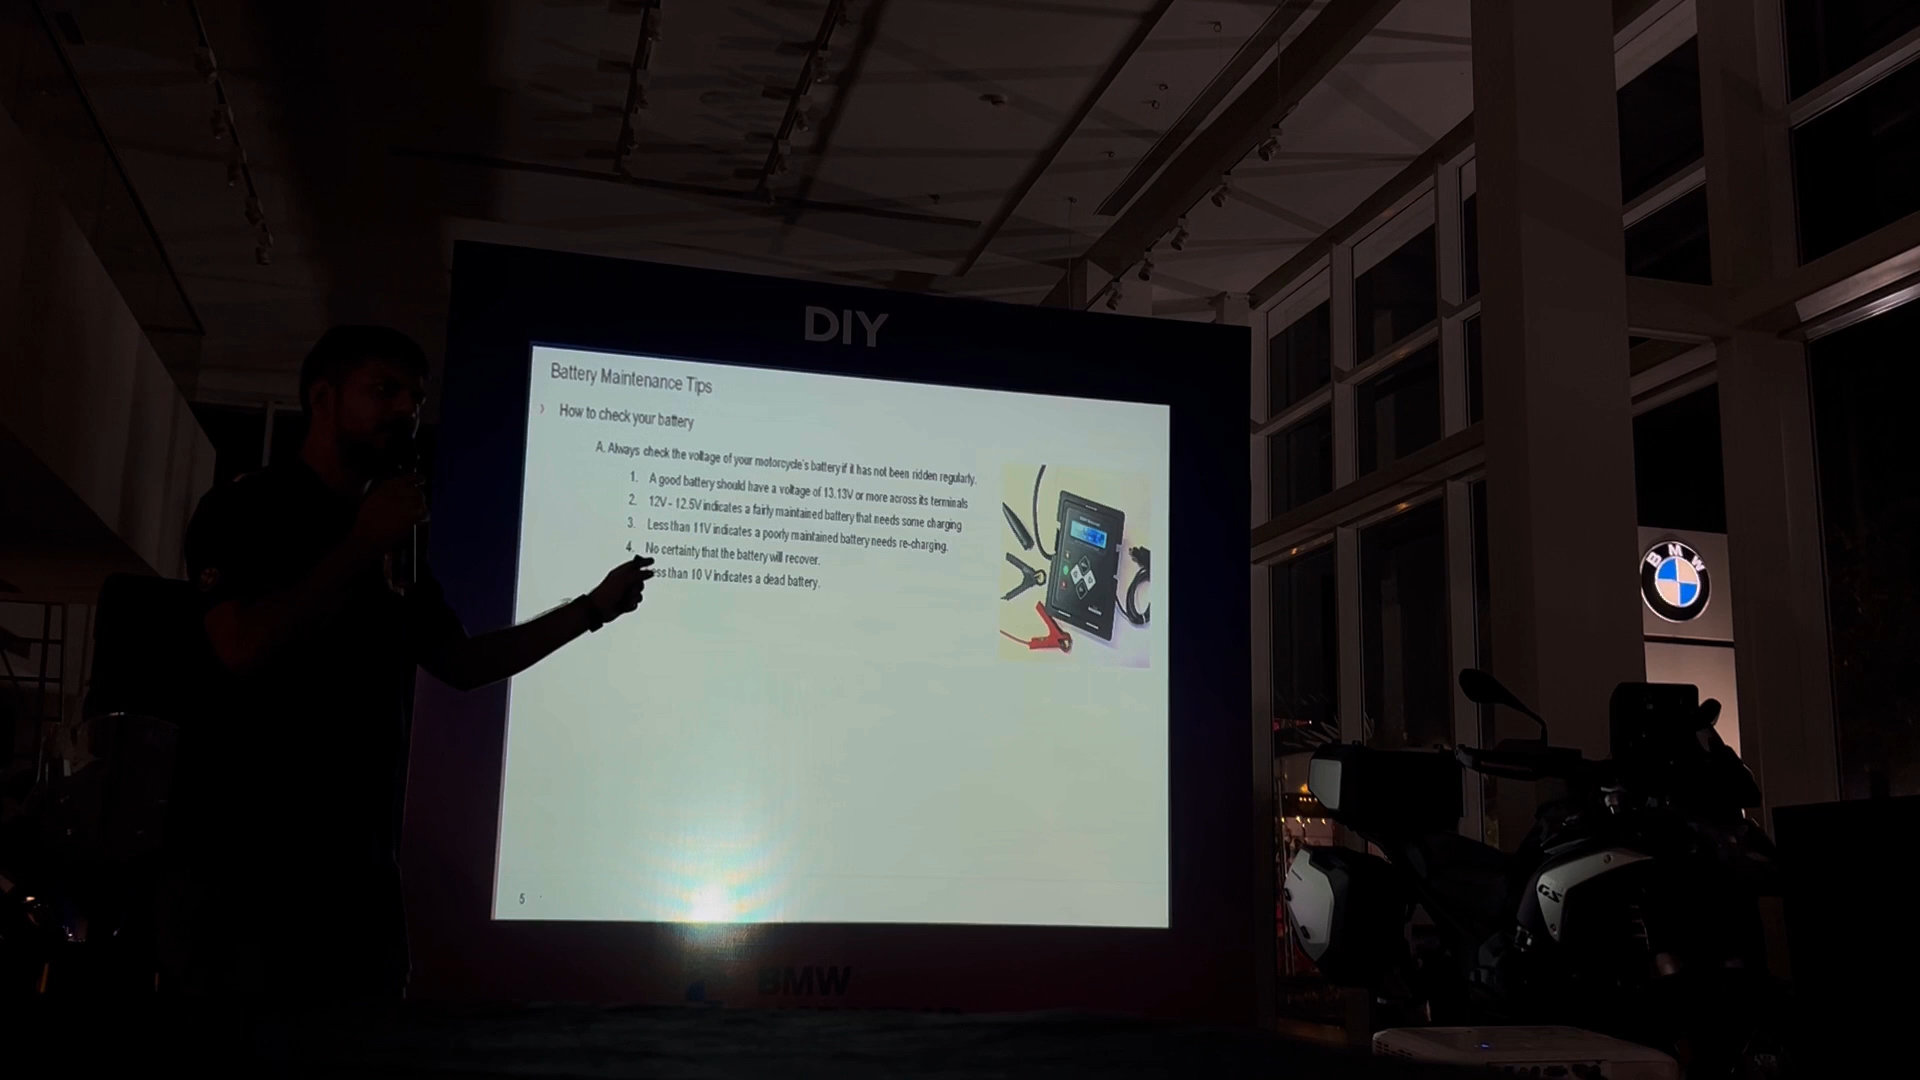 DIY
Battery Maintenance Tips
How to check your battery
A. Always check the voltage of your motorcycle's battery if it has not been ridden regularly.
1. A good battery should have a voltage of 13.13V or more across its terminals
2. 12V - 12.5V indicates a fairly maintained battery that needs some charging
3. Less than 11V indicates a poorly maintained battery needs re-charging.
4. No certainty that the battery will recover.
ess than 10 V indicates a dead battery.
5
BMW
BMW
GS